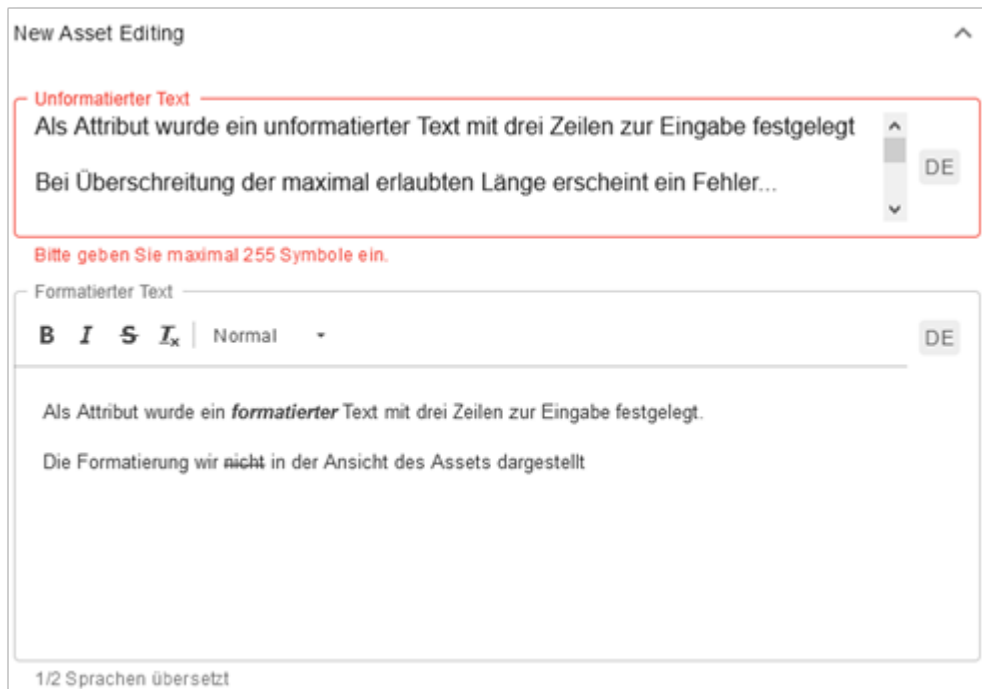 New Asset Editing
Unformatierter Text
Als Attribut wurde ein unformatierter Text mit drei Zeilen zur Eingabe festgelegt
Bei Überschreitung der maximal erlaubten Länge erscheint ein Fehler...
DE
Bitte geben Sie maximal 255 Symbole ein.
Formatierter Text
B I S Tx Normal
DE
Als Attribut wurde ein formatierter Text mit drei Zeilen zur Eingabe festgelegt.
Die Formatierung wir nicht in der Ansicht des Assets dargestellt
1/2 Sprachen übersetzt